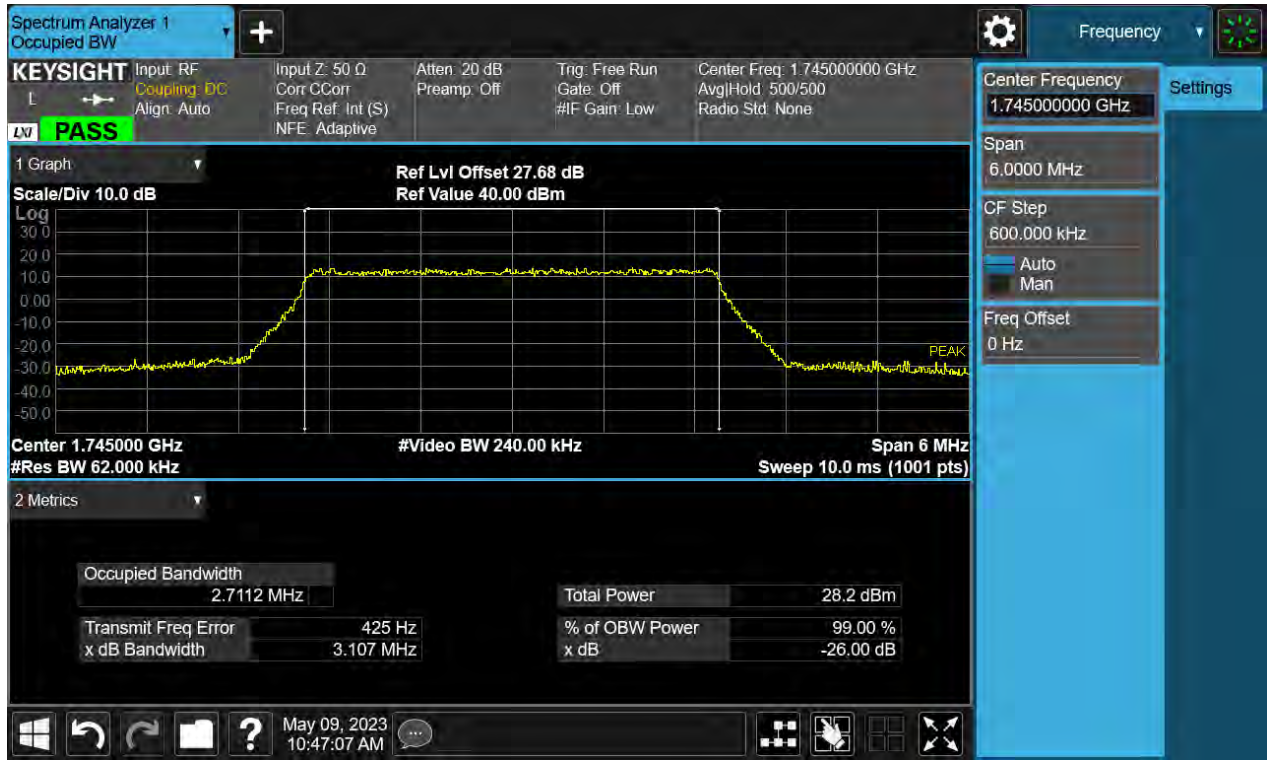 Spectrum Analyzer 1
Occupied BW
Frequency
KEYSIGHT
L
LXI
PASS
Input: RF
Coupling: DC
Align: Auto
Input Z: 50 Ω
Corr CCorr
Freq Ref: Int (S)
NFE: Adaptive
Atten: 20 dB
Preamp: Off
Trig: Free Run
Gate: Off
#IF Gain: Low
Center Freq: 1.745000000 GHz
Avg|Hold: 500/500
Radio Std: None
Center Frequency
1.745000000 GHz
Settings
Span
6.0000 MHz
CF Step
600.000 kHz
Auto
Man
Freq Offset
0 Hz
1 Graph
Scale/Div 10.0 dB
Ref Lvl Offset 27.68 dB
Ref Value 40.00 dBm
Log
30.0
20.0
10.0
0.00
-10.0
-20.0
-30.0
-40.0
-50.0
PEAK
Center 1.745000 GHz
#Video BW 240.00 kHz
Span 6 MHz
#Res BW 62.000 kHz
Sweep 10.0 ms (1001 pts)
2 Metrics
Occupied Bandwidth
2.7112 MHz
Total Power 28.2 dBm
Transmit Freq Error 425 Hz
% of OBW Power 99.00 %
x dB Bandwidth 3.107 MHz
x dB -26.00 dB
?
May 09, 2023
10:47:07 AM